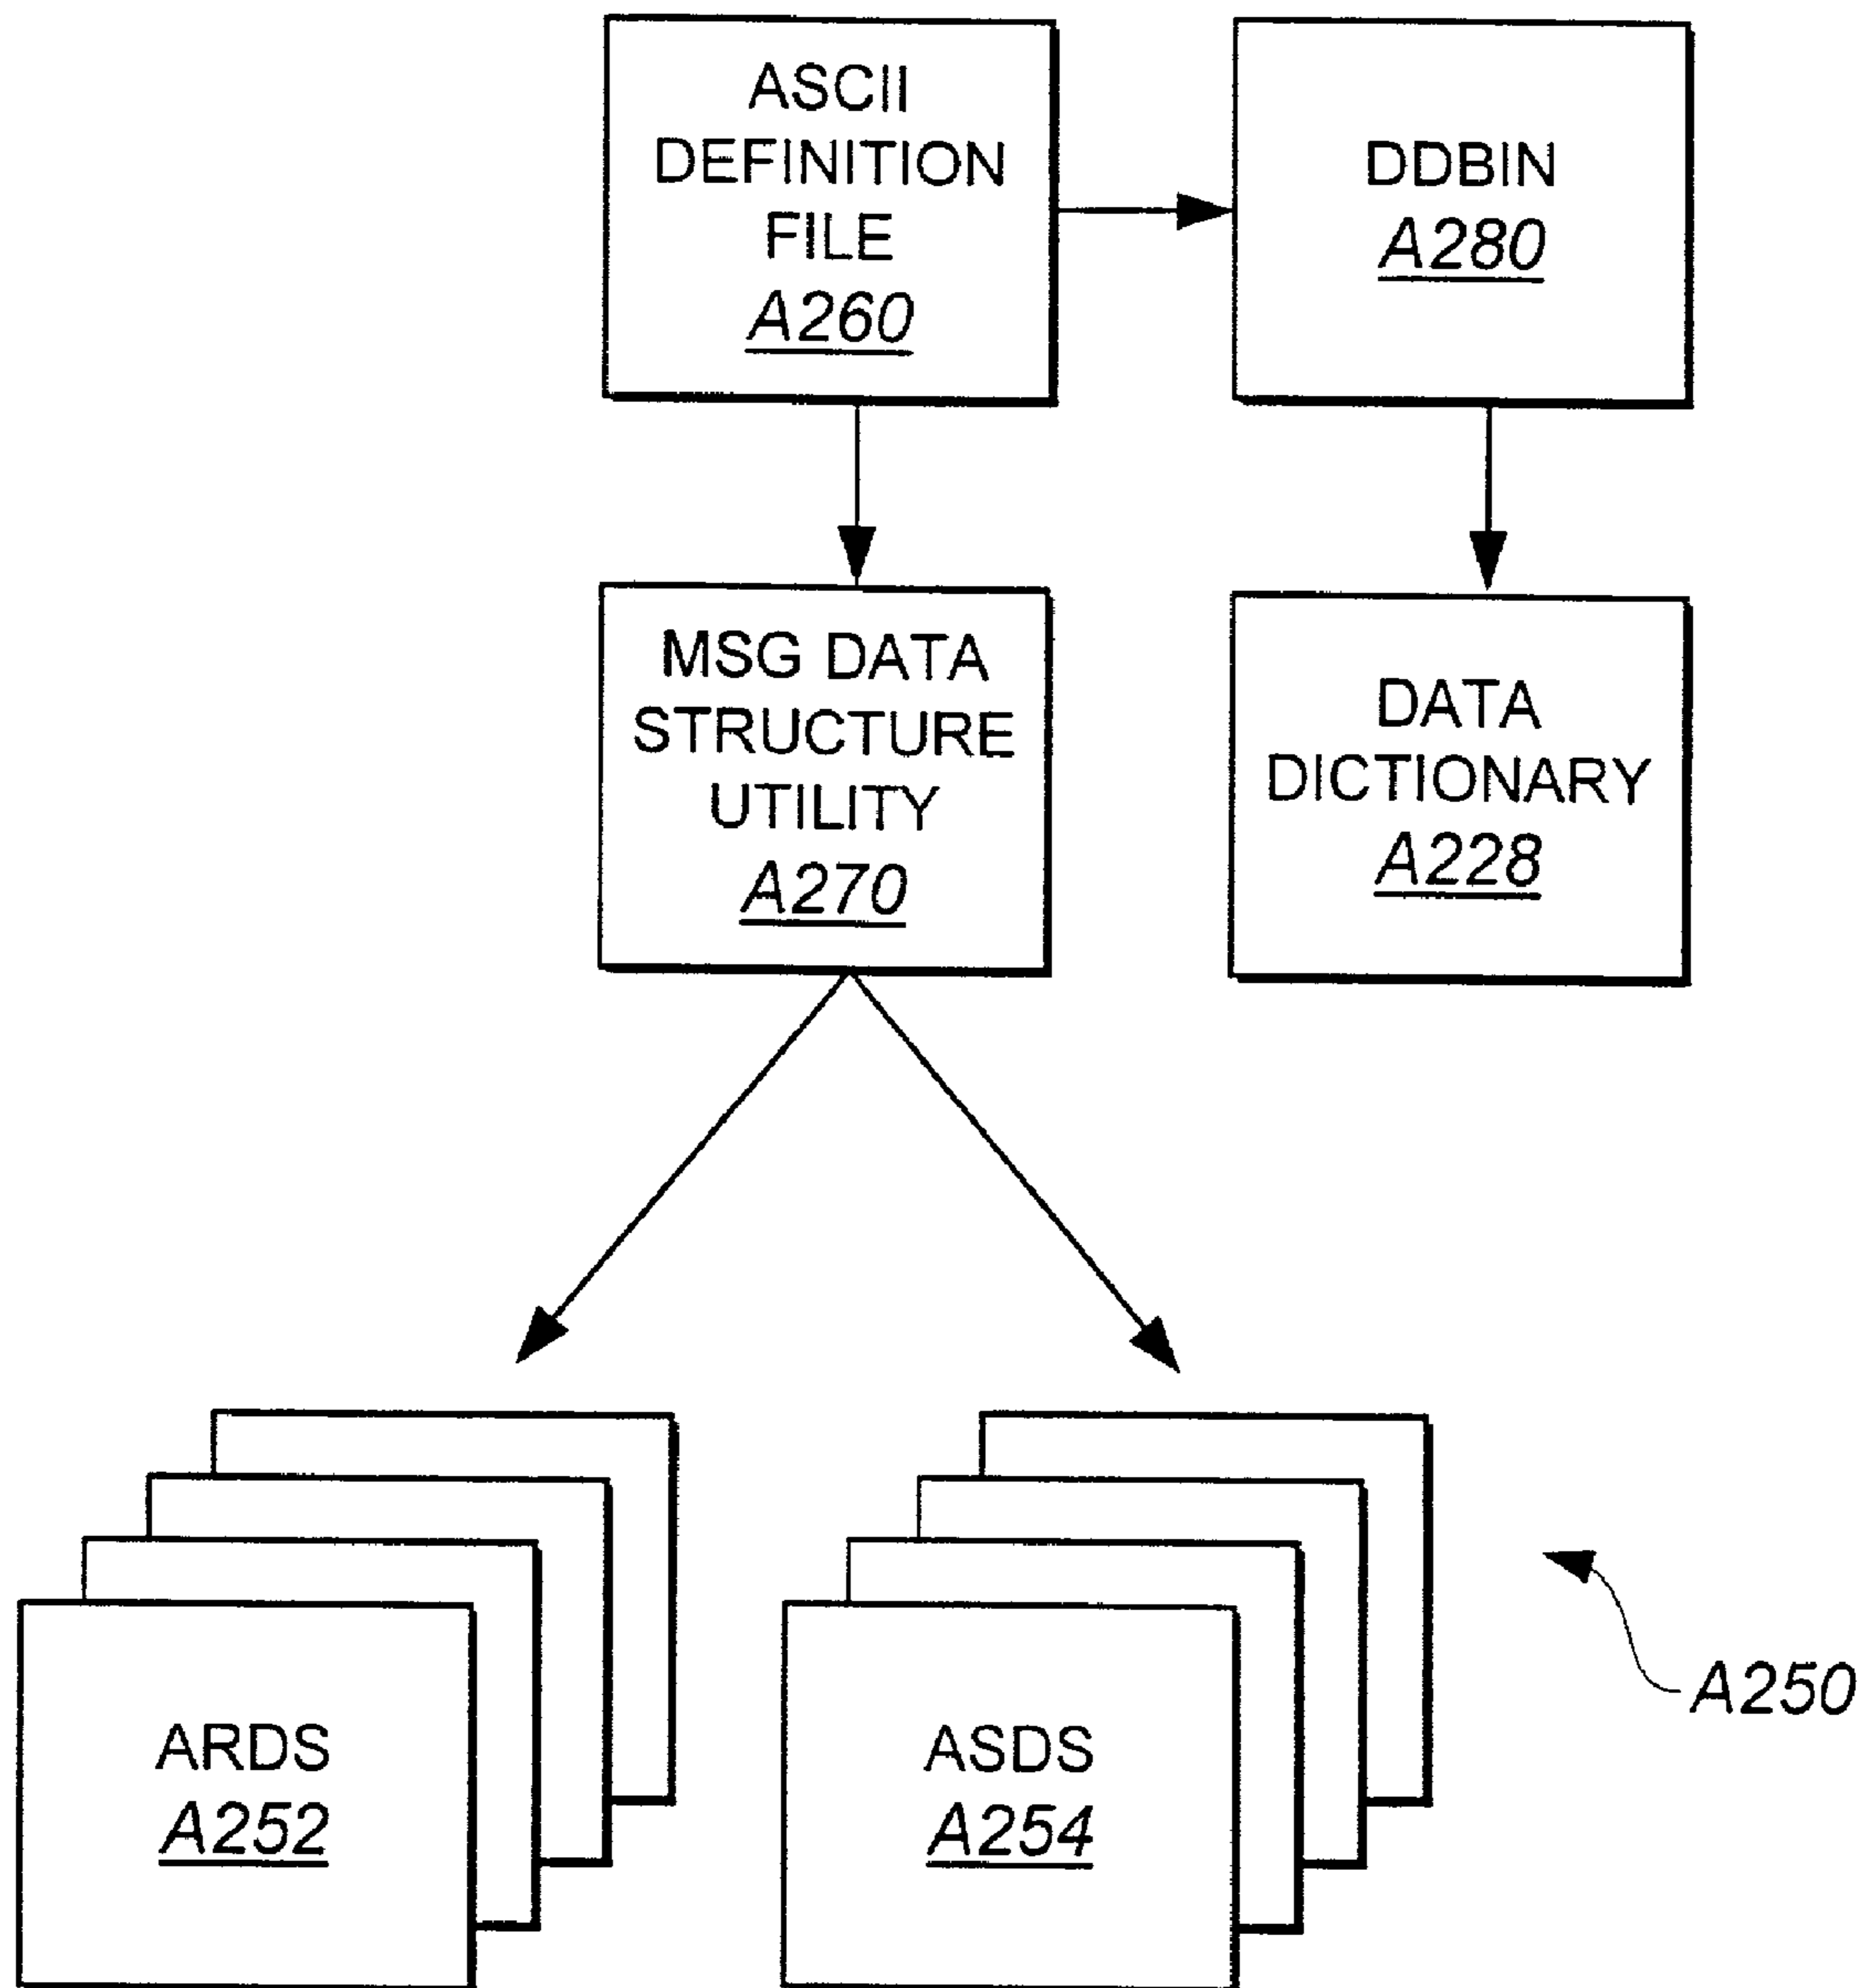 ASCII
DEFINITION
FILE
A260
DDBIN
A280
MSG DATA
STRUCTURE
UTILITY
A270
DATA
DICTIONARY
A228
ARDS
A252
ASDS
A254
A250